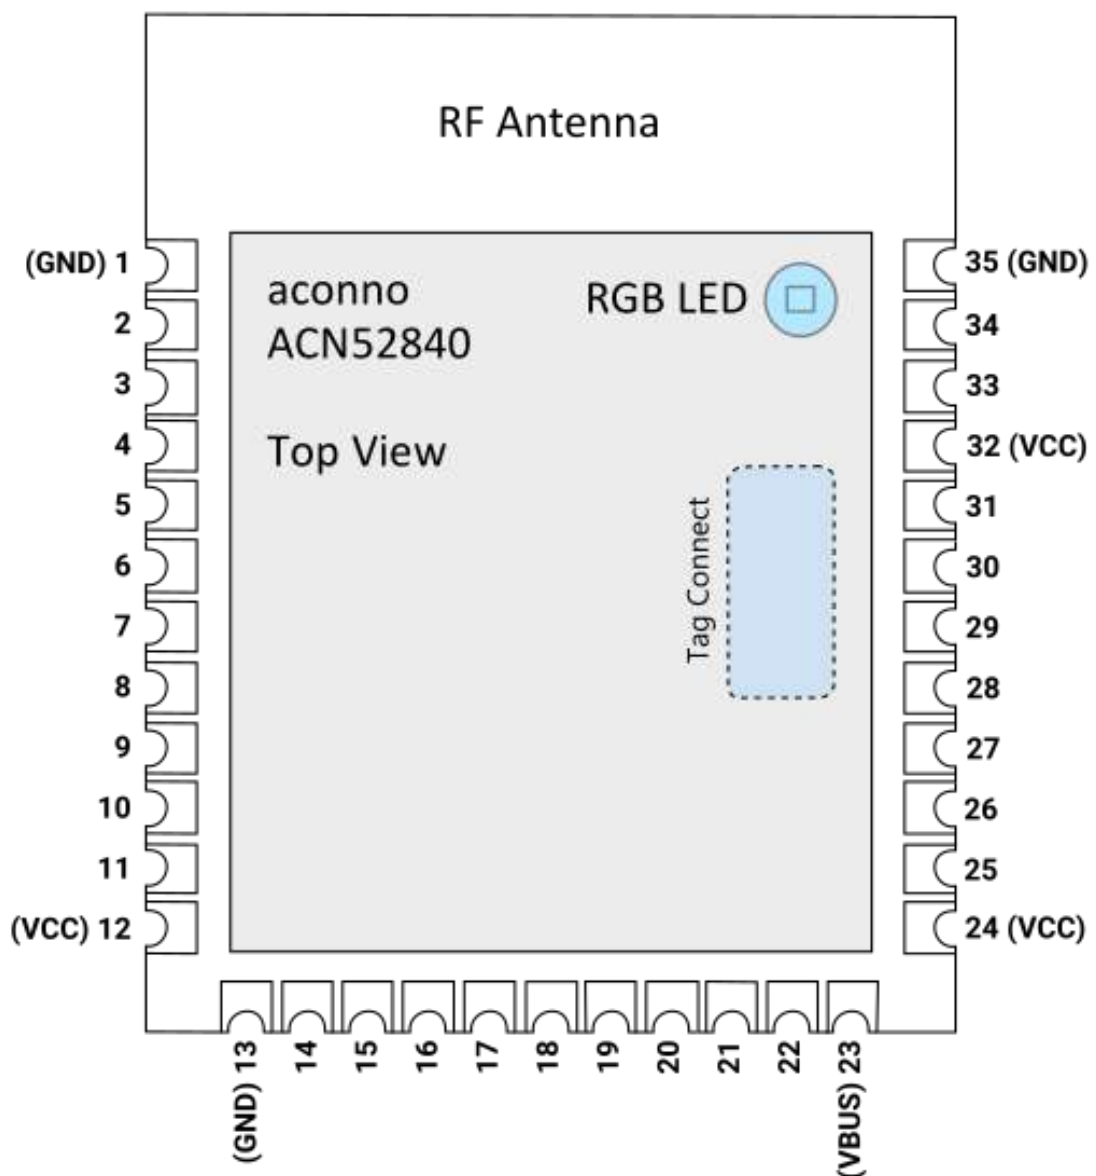 RF Antenna
(GND) 1
2
3
4
5
6
7
8
9
10
11
(VCC) 12
aconno
ACN52840
Top View
RGB LED
Tag Connect
35 (GND)
34
33
32 (VCC)
31
30
29
28
27
26
25
24 (VCC)
(GND) 13
14
15
16
17
18
19
20
21
22
(VBUS) 23